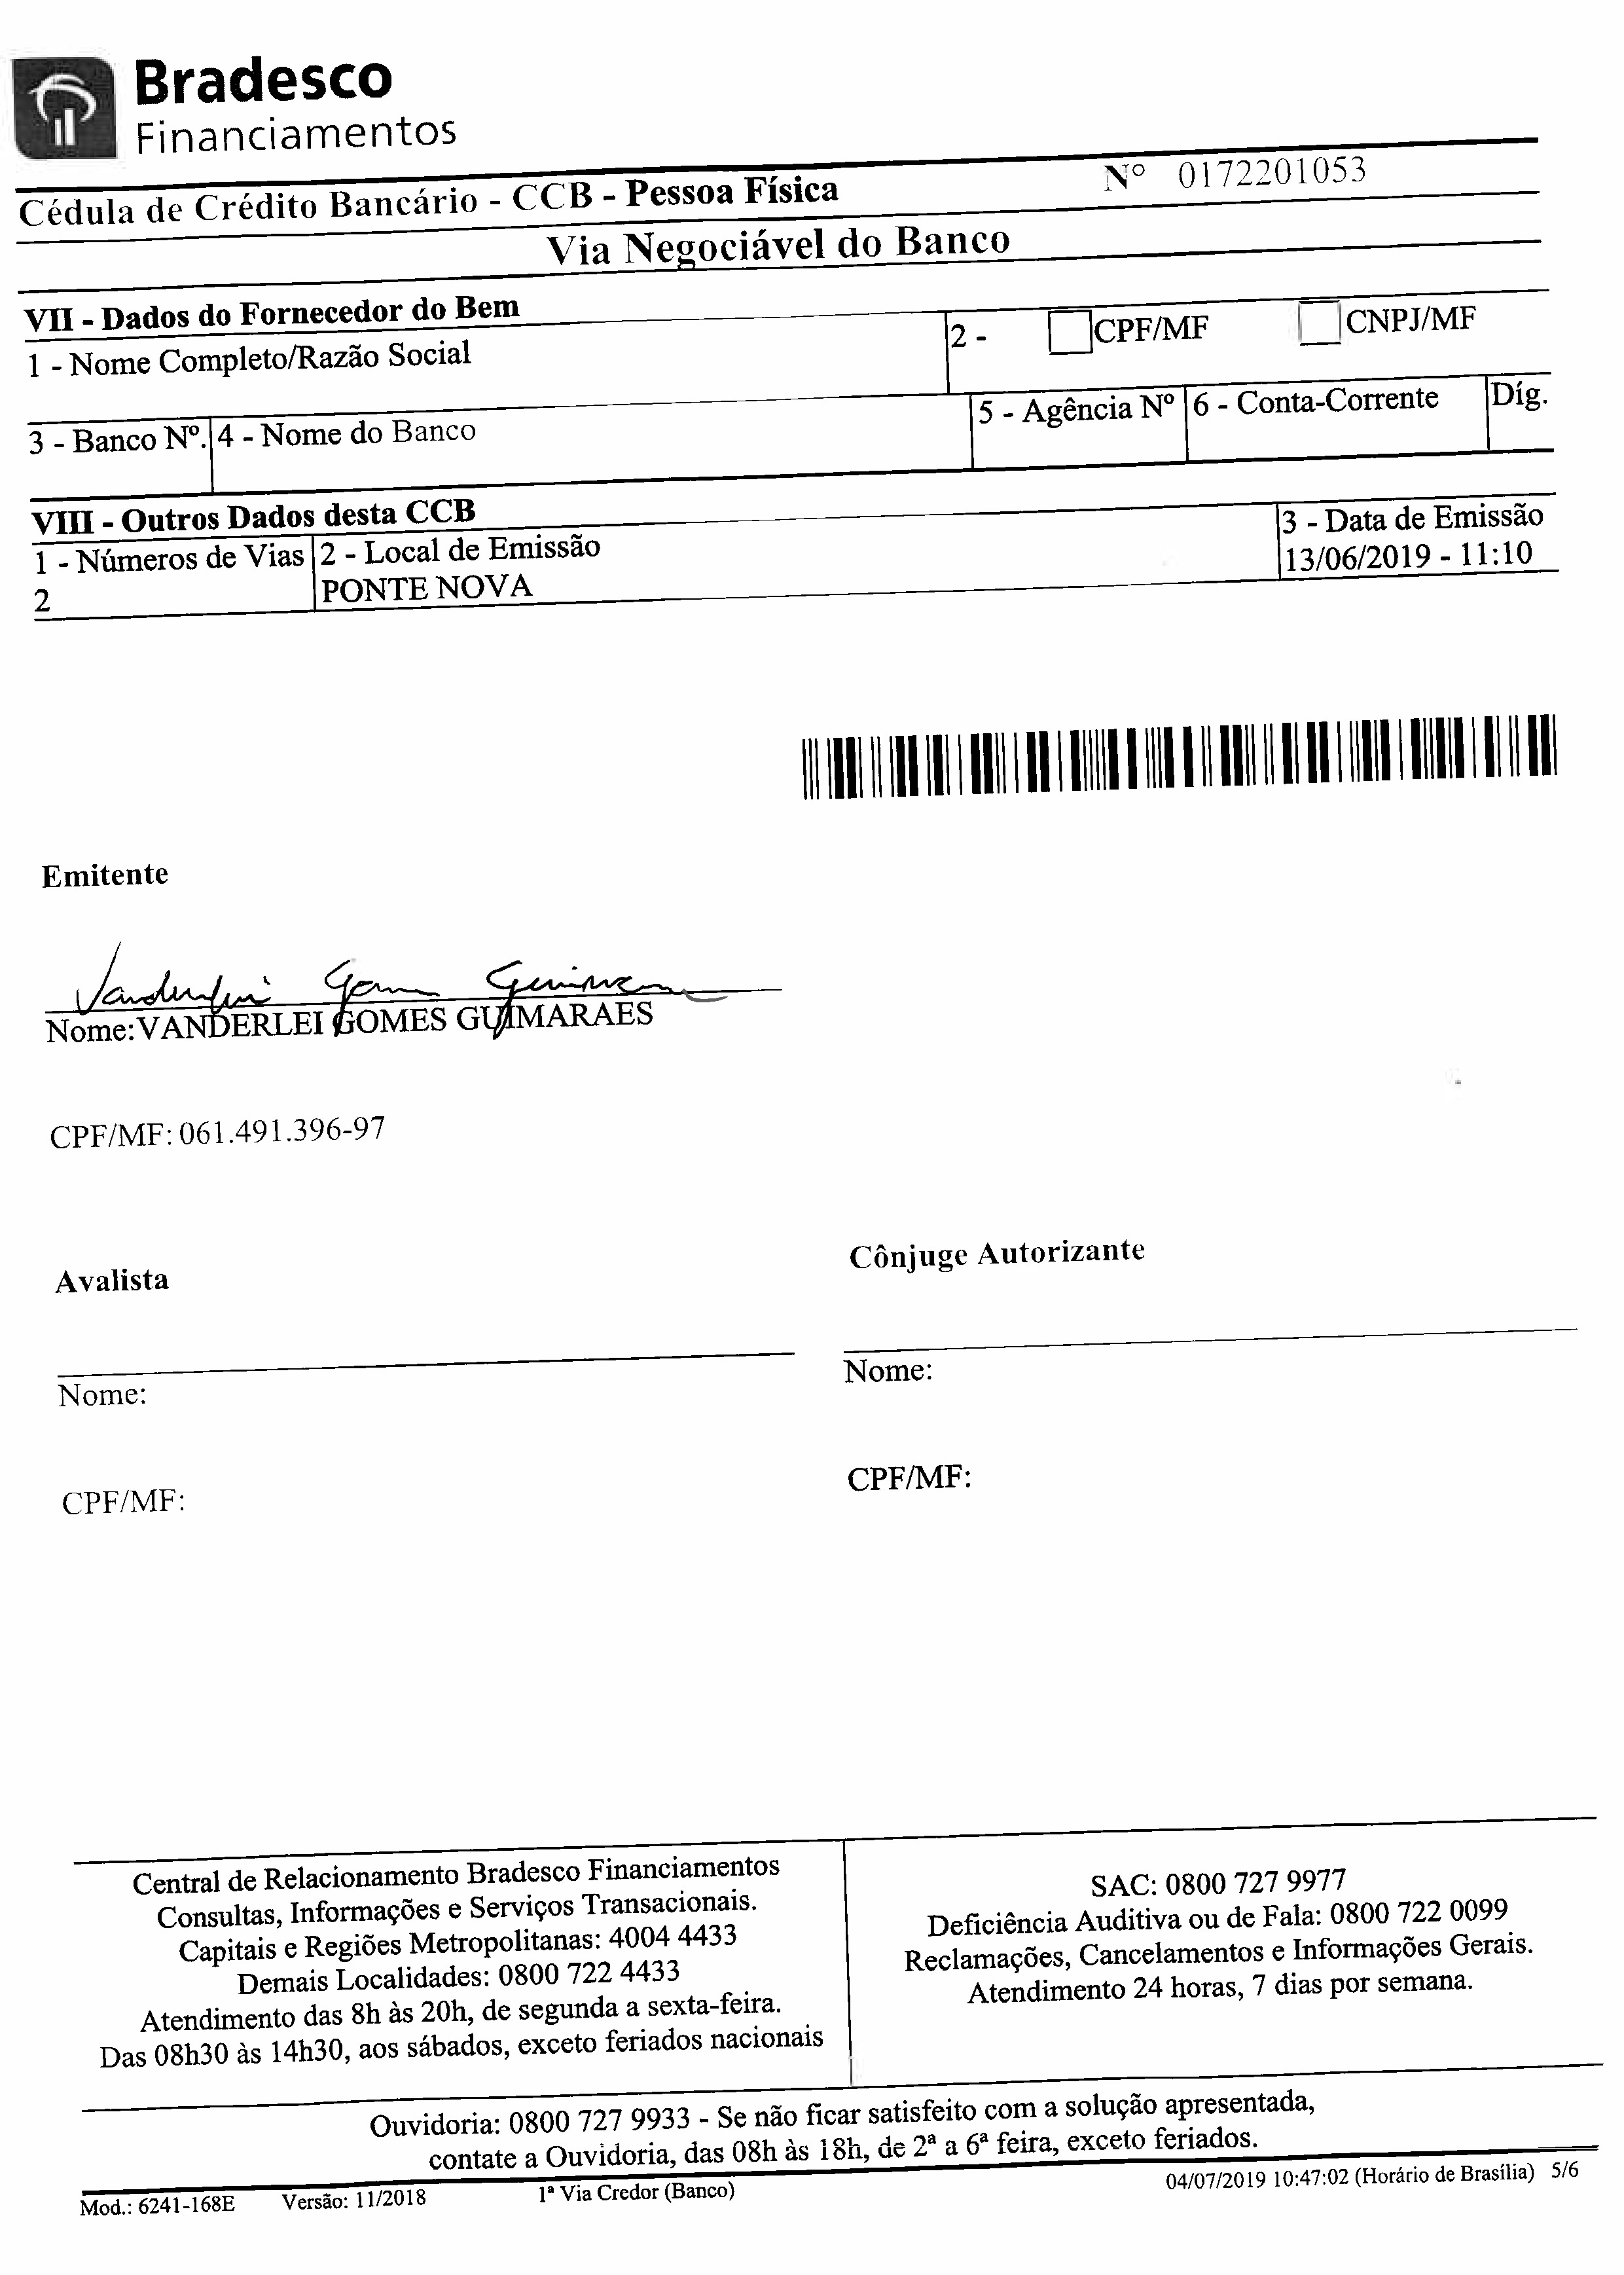 Bradesco
Financiamentos
Cédula de Crédito Bancário - CCB - Pessoa Física Nº 0172201053
Via Negociável do Banco
VII - Dados do Fornecedor do Bem
1 - Nome Completo/Razão Social 2 - CPF/MF CNPJ/MF
3 - Banco Nº. 4 - Nome do Banco 5 - Agência Nº 6 - Conta-Corrente Díg.
VIII - Outros Dados desta CCB
1 - Números de Vias 2 - Local de Emissão 3 - Data de Emissão
2 PONTE NOVA 13/06/2019 - 11:10
Emitente
Vanderlei Gomes Guimaraes
Nome:VANDERLEI GOMES GUIMARAES
CPF/MF: 061.491.396-97
Avalista Cônjuge Autorizante
Nome: Nome:
CPF/MF: CPF/MF:
Central de Relacionamento Bradesco Financiamentos
Consultas, Informações e Serviços Transacionais.
Capitais e Regiões Metropolitanas: 4004 4433
Demais Localidades: 0800 722 4433
Atendimento das 8h às 20h, de segunda a sexta-feira.
Das 08h30 às 14h30, aos sábados, exceto feriados nacionais
SAC: 0800 727 9977
Deficiência Auditiva ou de Fala: 0800 722 0099
Reclamações, Cancelamentos e Informações Gerais.
Atendimento 24 horas, 7 dias por semana.
Ouvidoria: 0800 727 9933 - Se não ficar satisfeito com a solução apresentada,
contate a Ouvidoria, das 08h às 18h, de 2ª a 6ª feira, exceto feriados.
Mod.: 6241-168E Versão: 11/2018 1ª Via Credor (Banco) 04/07/2019 10:47:02 (Horário de Brasília) 5/6